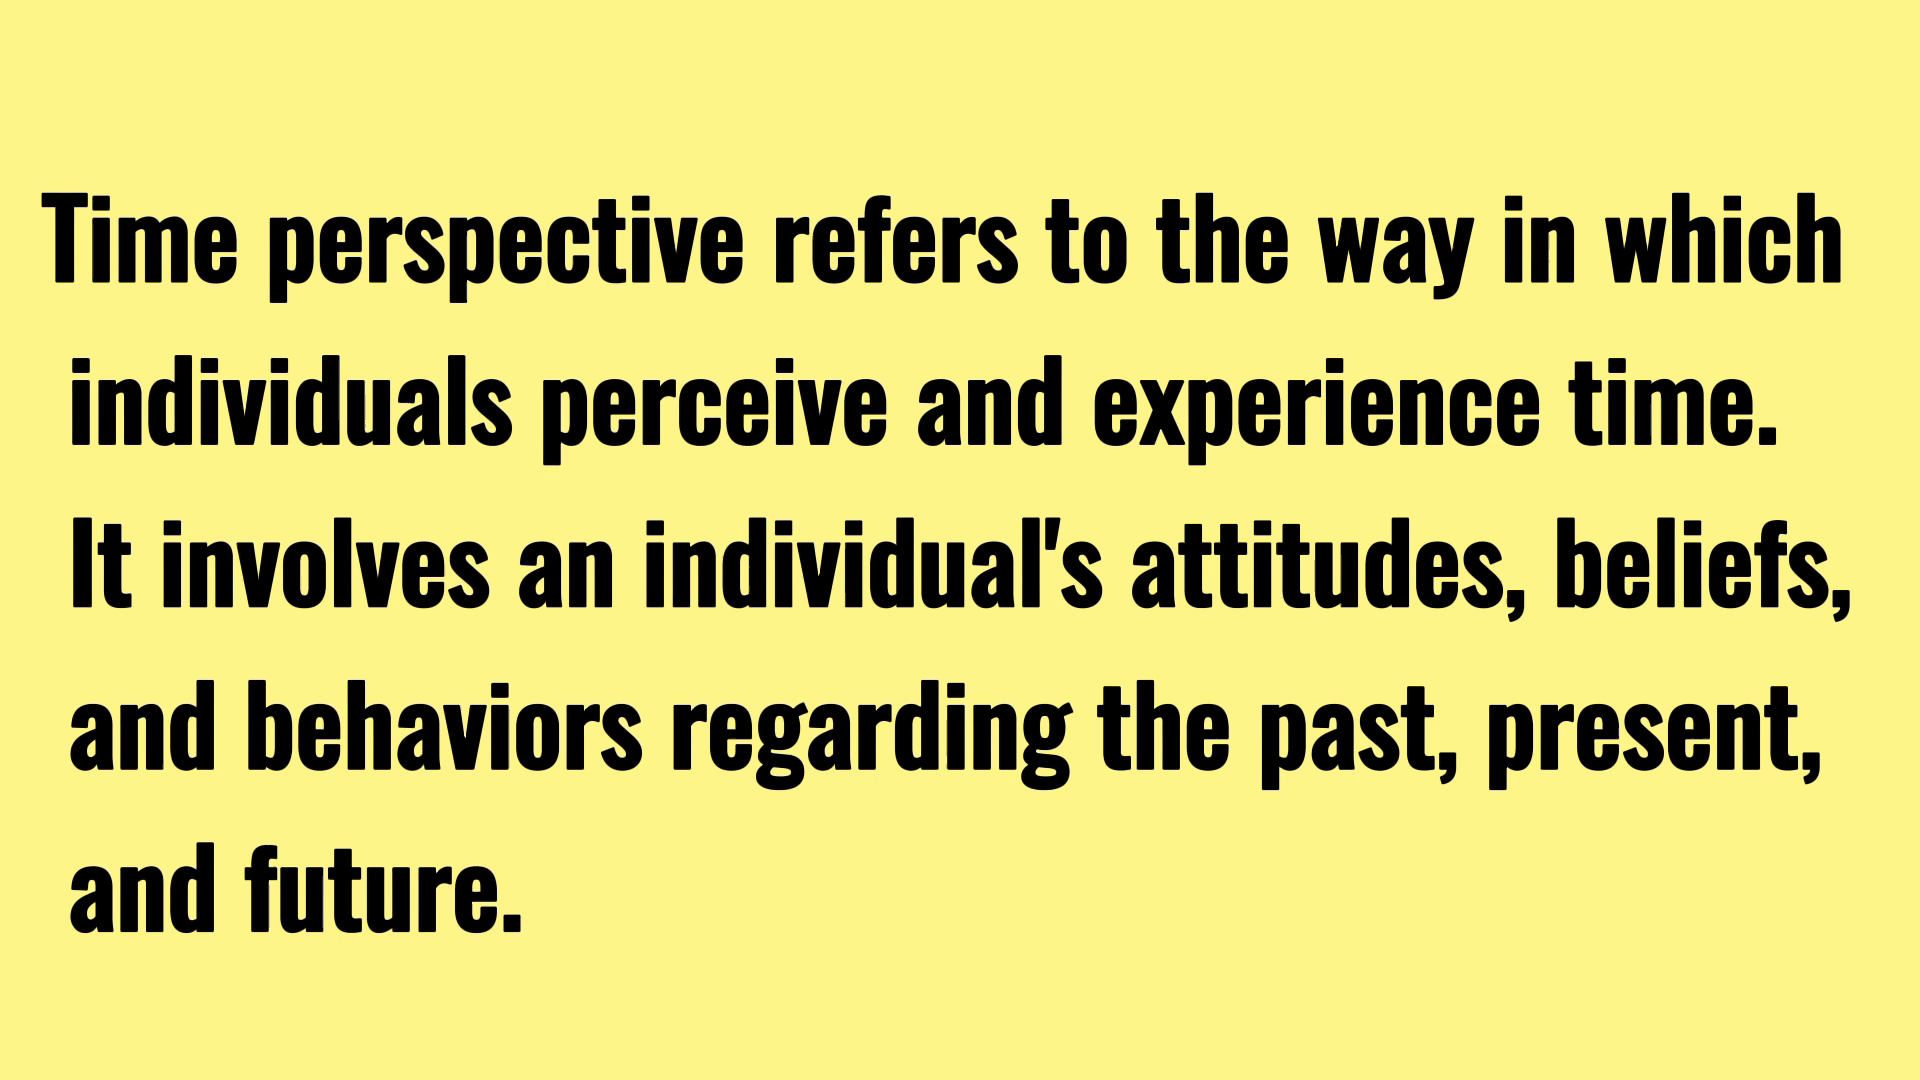 Time perspective refers to the way in which
individuals perceive and experience time.
It involves an individual's attitudes, beliefs,
and behaviors regarding the past, present,
and future.